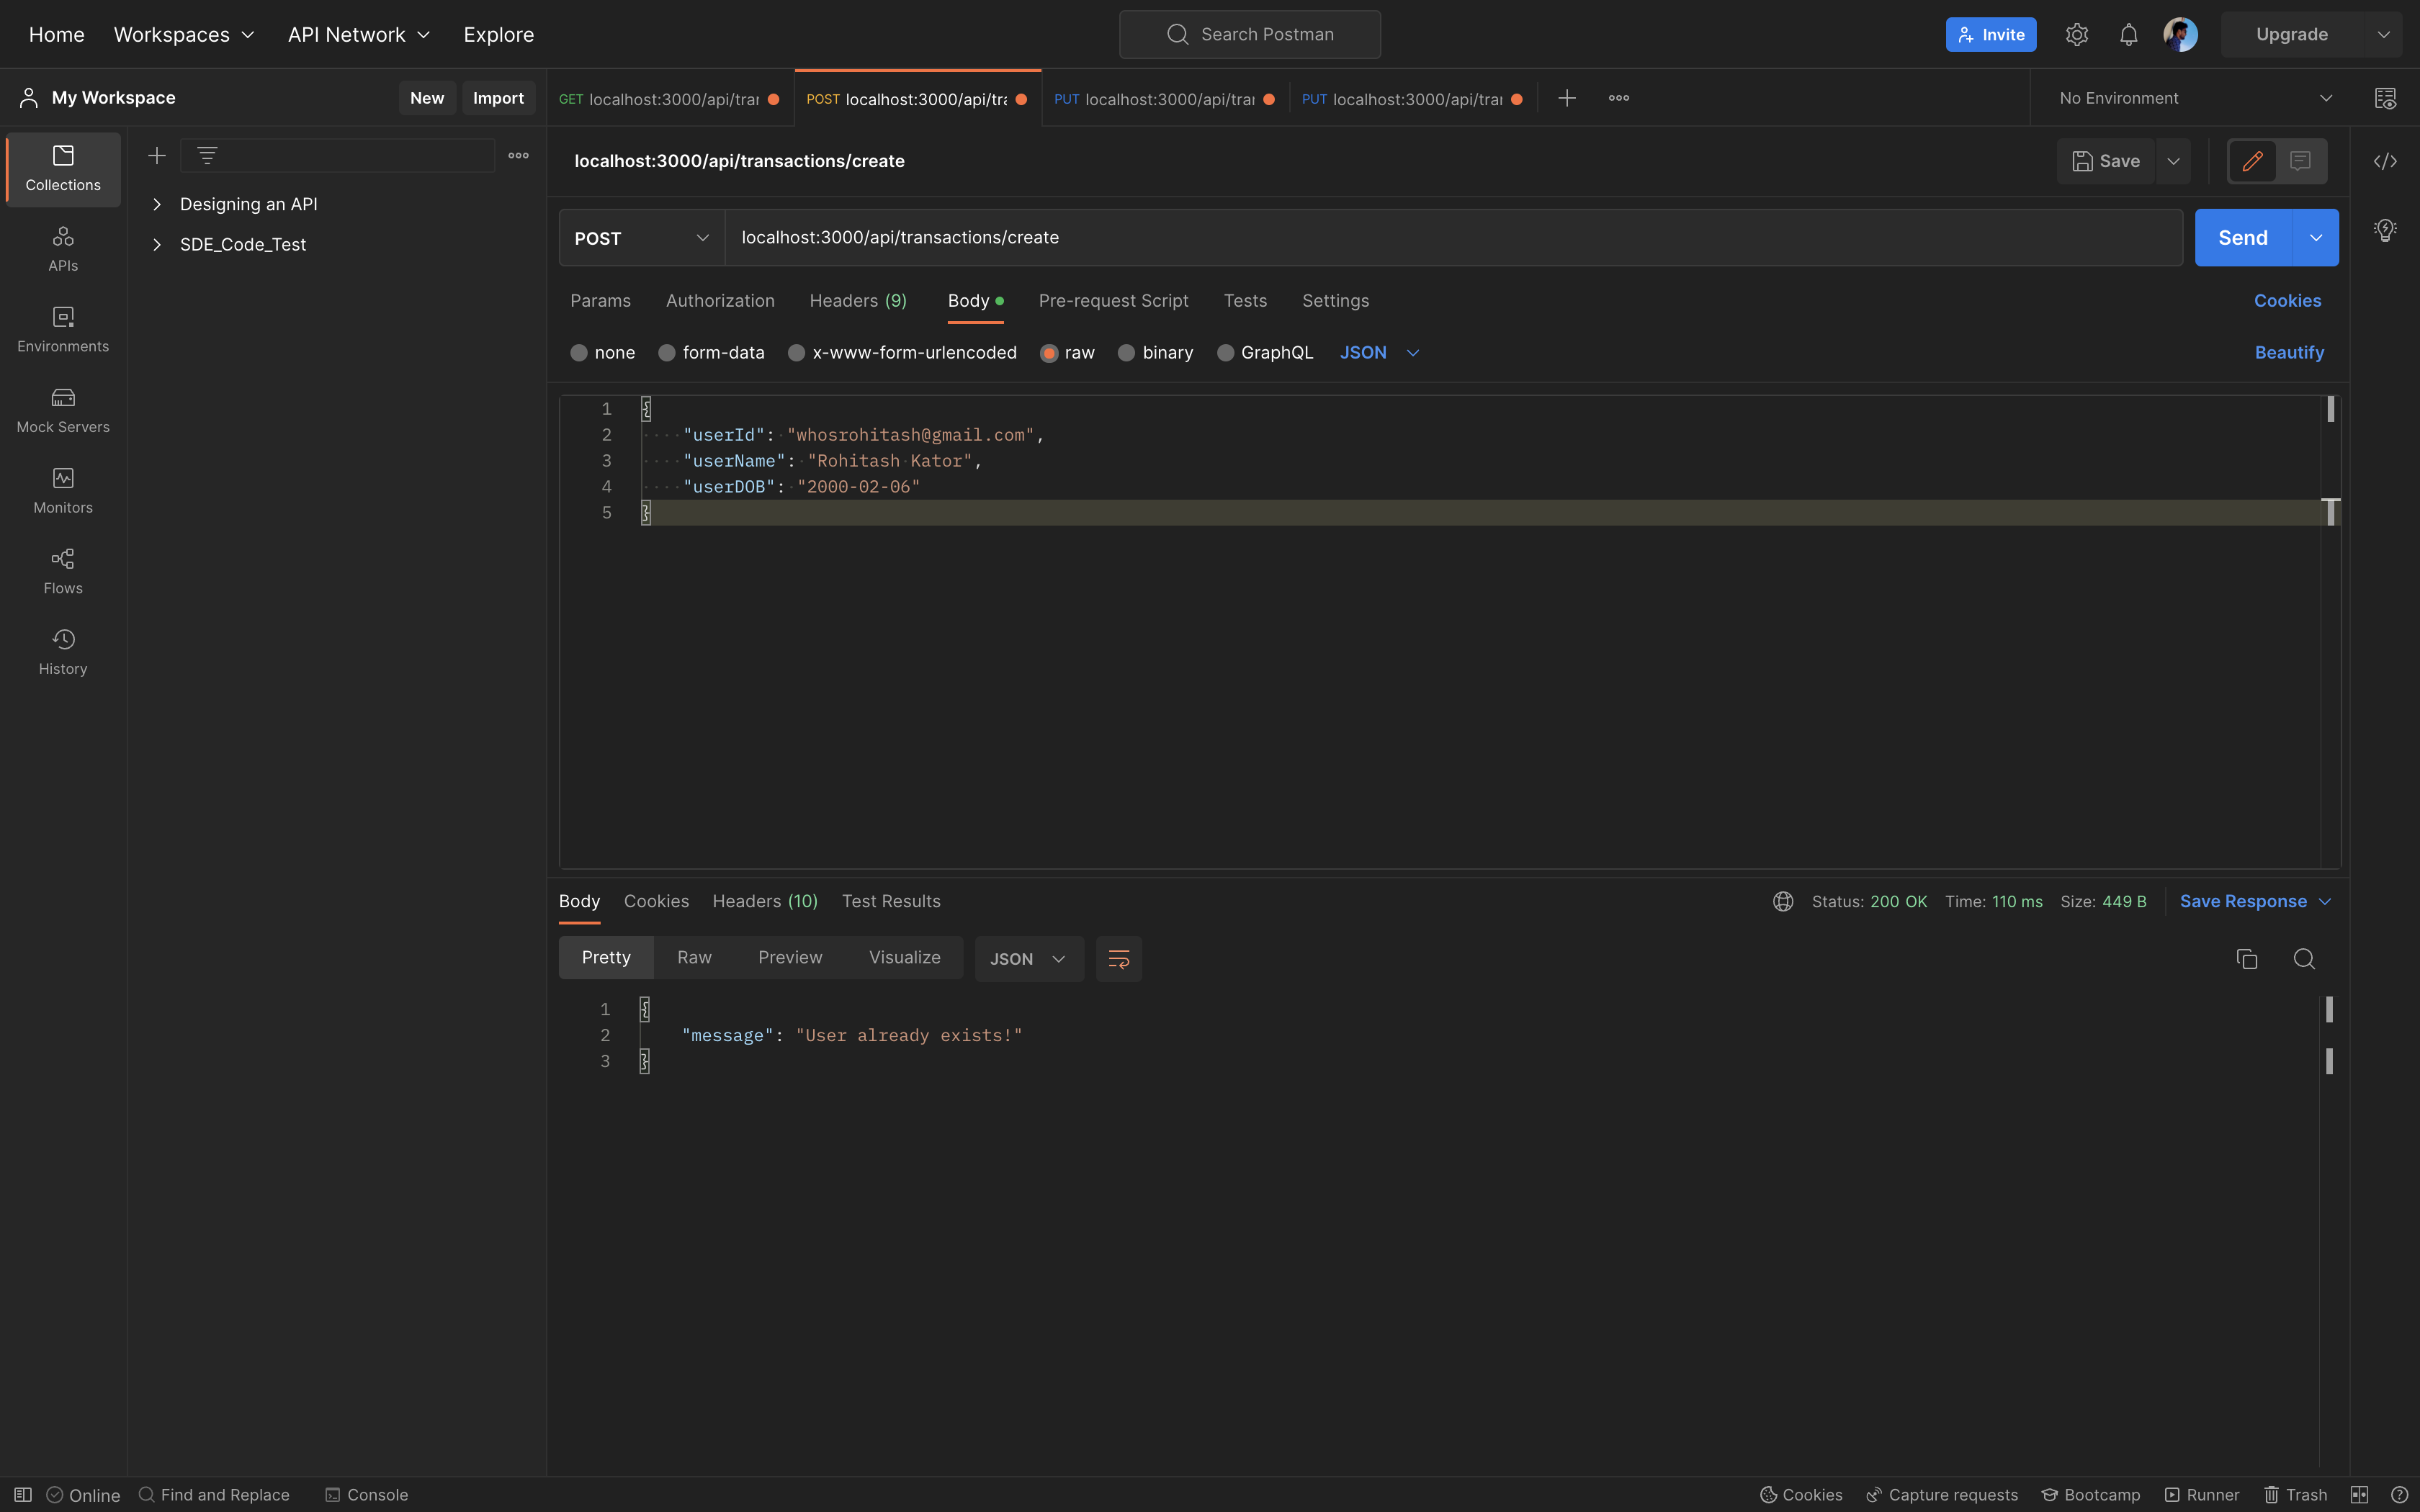 Home Workspaces API Network Explore Search Postman Invite Upgrade
My Workspace New Import GET localhost:3000/api/trar POST localhost:3000/api/tra PUT localhost:3000/api/trar PUT localhost:3000/api/trar No Environment
Collections
APIs
Environments
Mock Servers
Monitors
Flows
History
Designing an API
SDE_Code_Test
localhost:3000/api/transactions/create Save
POST localhost:3000/api/transactions/create Send
Params Authorization Headers (9) Body Pre-request Script Tests Settings Cookies
none form-data x-www-form-urlencoded raw binary GraphQL JSON Beautify
1 {
2 "userId": "whosrohitash@gmail.com",
3 "userName": "Rohitash Kator",
4 "userDOB": "2000-02-06"
5 }
Body Cookies Headers (10) Test Results Status: 200 OK Time: 110 ms Size: 449 B Save Response
Pretty Raw Preview Visualize JSON
1 {
2 "message": "User already exists!"
3 }
Online Find and Replace Console Cookies Capture requests Bootcamp Runner Trash